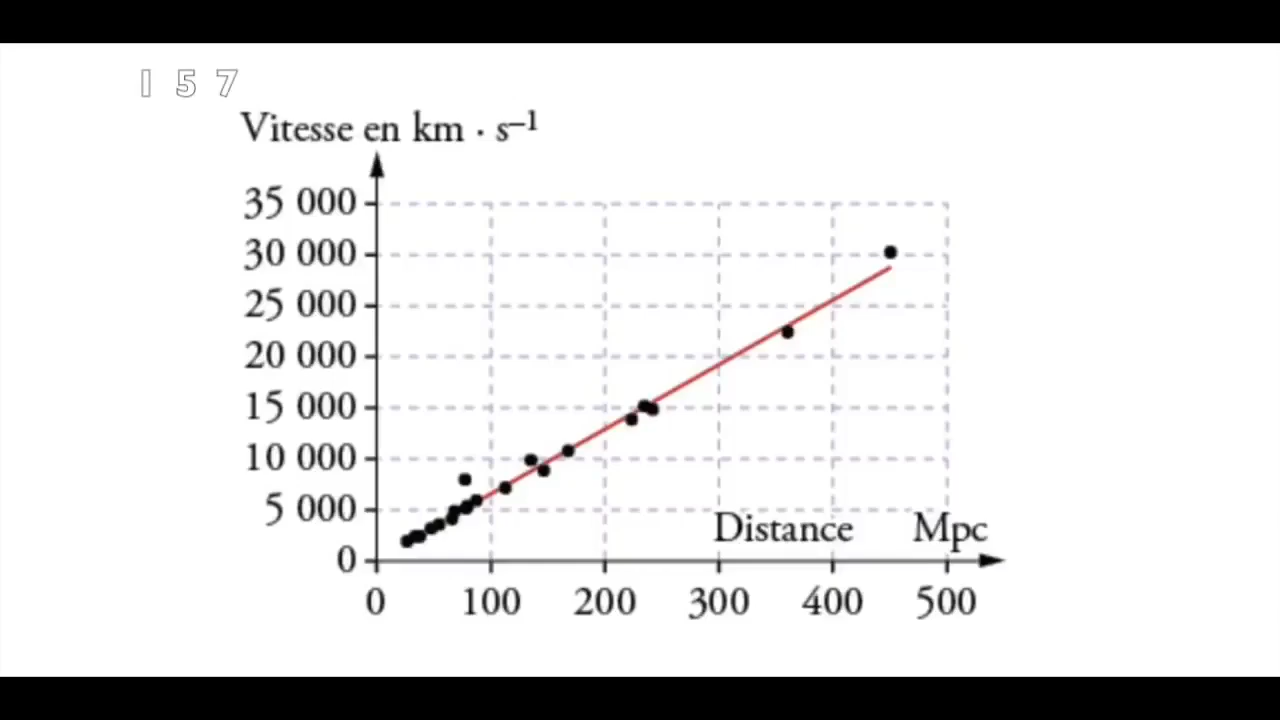 I 5 7
Vitesse en km · s⁻¹
35 000
30 000
25 000
20 000
15 000
10 000
5 000
Distance Mpc
0
0 100 200 300 400 500